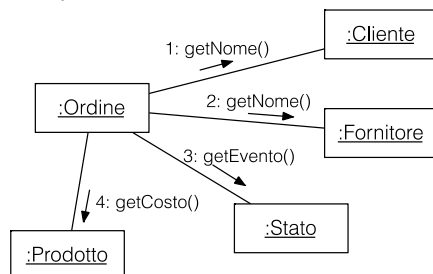 :Cliente
1: getNome()
:Ordine
2: getNome()
:Fornitore
3: getEvento()
4: getCosto()
:Stato
:Prodotto